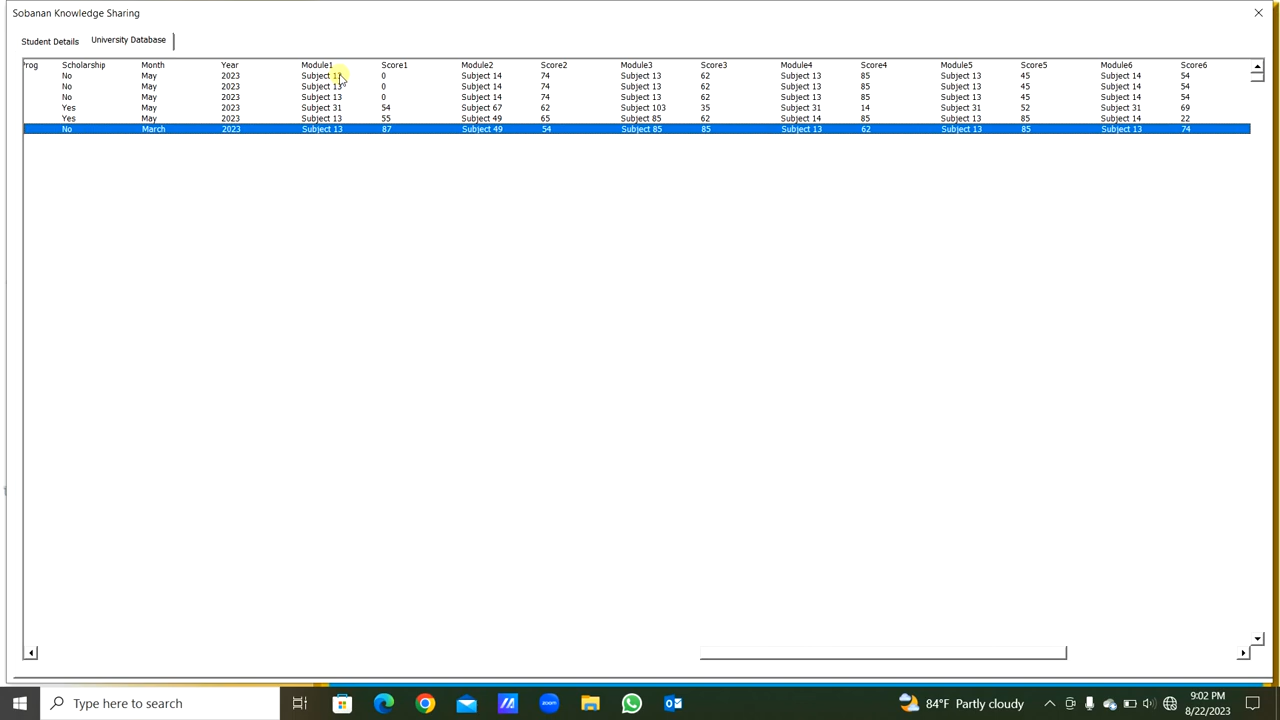 Sobanan Knowledge Sharing
Student Details University Database
Prog Scholarship Month Year Module1 Score1 Module2 Score2 Module3 Score3 Module4 Score4 Module5 Score5 Module6 Score6
No May 2023 Subject 13 0 Subject 14 74 Subject 13 62 Subject 13 85 Subject 13 45 Subject 14 54
No May 2023 Subject 13 0 Subject 14 74 Subject 13 62 Subject 13 85 Subject 13 45 Subject 14 54
No May 2023 Subject 13 0 Subject 14 74 Subject 13 62 Subject 13 85 Subject 13 45 Subject 14 54
Yes May 2023 Subject 31 54 Subject 67 62 Subject 103 35 Subject 31 14 Subject 31 52 Subject 31 69
Yes May 2023 Subject 13 55 Subject 49 65 Subject 85 62 Subject 14 85 Subject 13 85 Subject 14 22
No March 2023 Subject 13 87 Subject 49 54 Subject 85 85 Subject 13 62 Subject 13 85 Subject 13 74
Type here to search zoom 84°F Partly cloudy 9:02 PM
8/22/2023